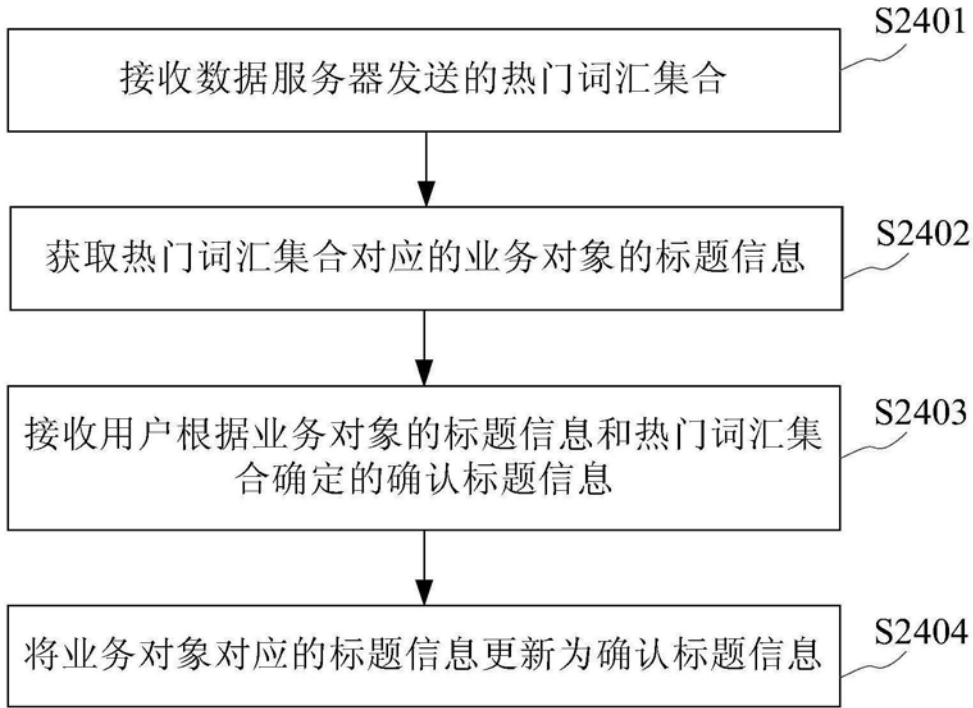 S2401
接收数据服务器发送的热门词汇集合
S2402
获取热门词汇集合对应的业务对象的标题信息
S2403
接收用户根据业务对象的标题信息和热门词汇集
合确定的确认标题信息
S2404
将业务对象对应的标题信息更新为确认标题信息